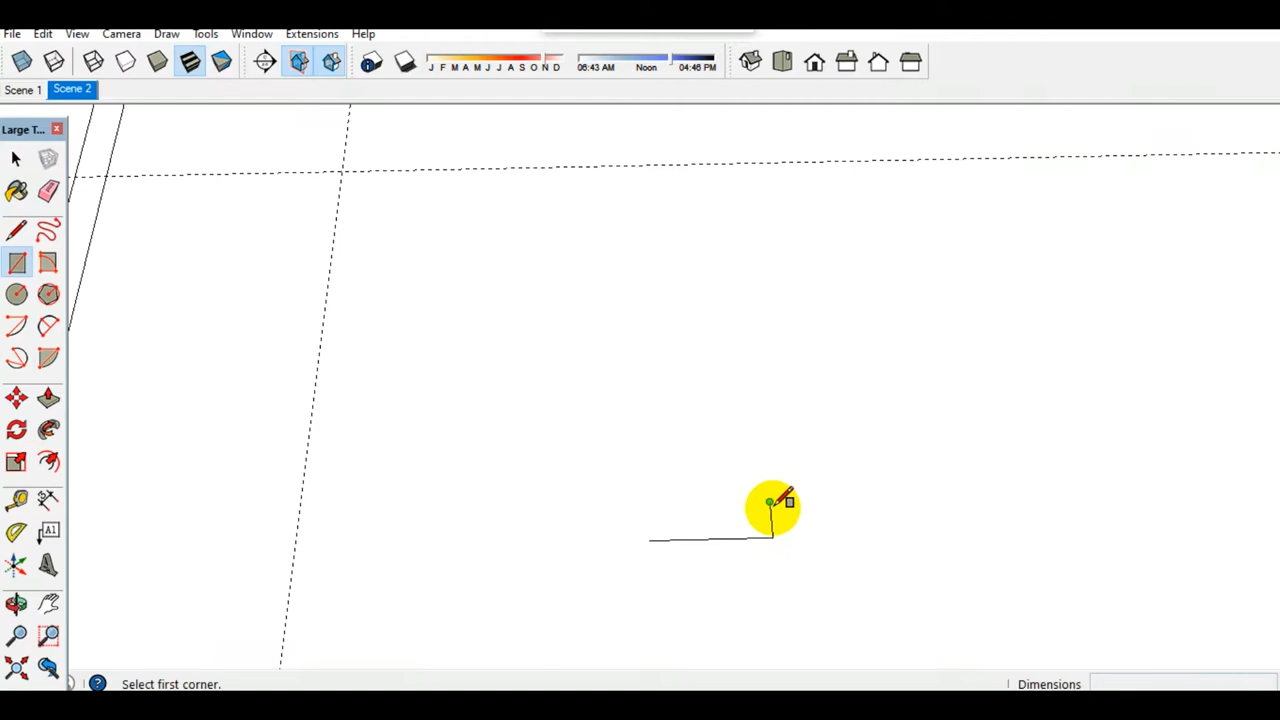 File Edit View Camera Draw Tools Window Extensions Help
J F M A M J J A S O N D 06:43 AM Noon 04:46 PM
Scene 1 Scene 2
Large T...
A1
Select first corner. Dimensions